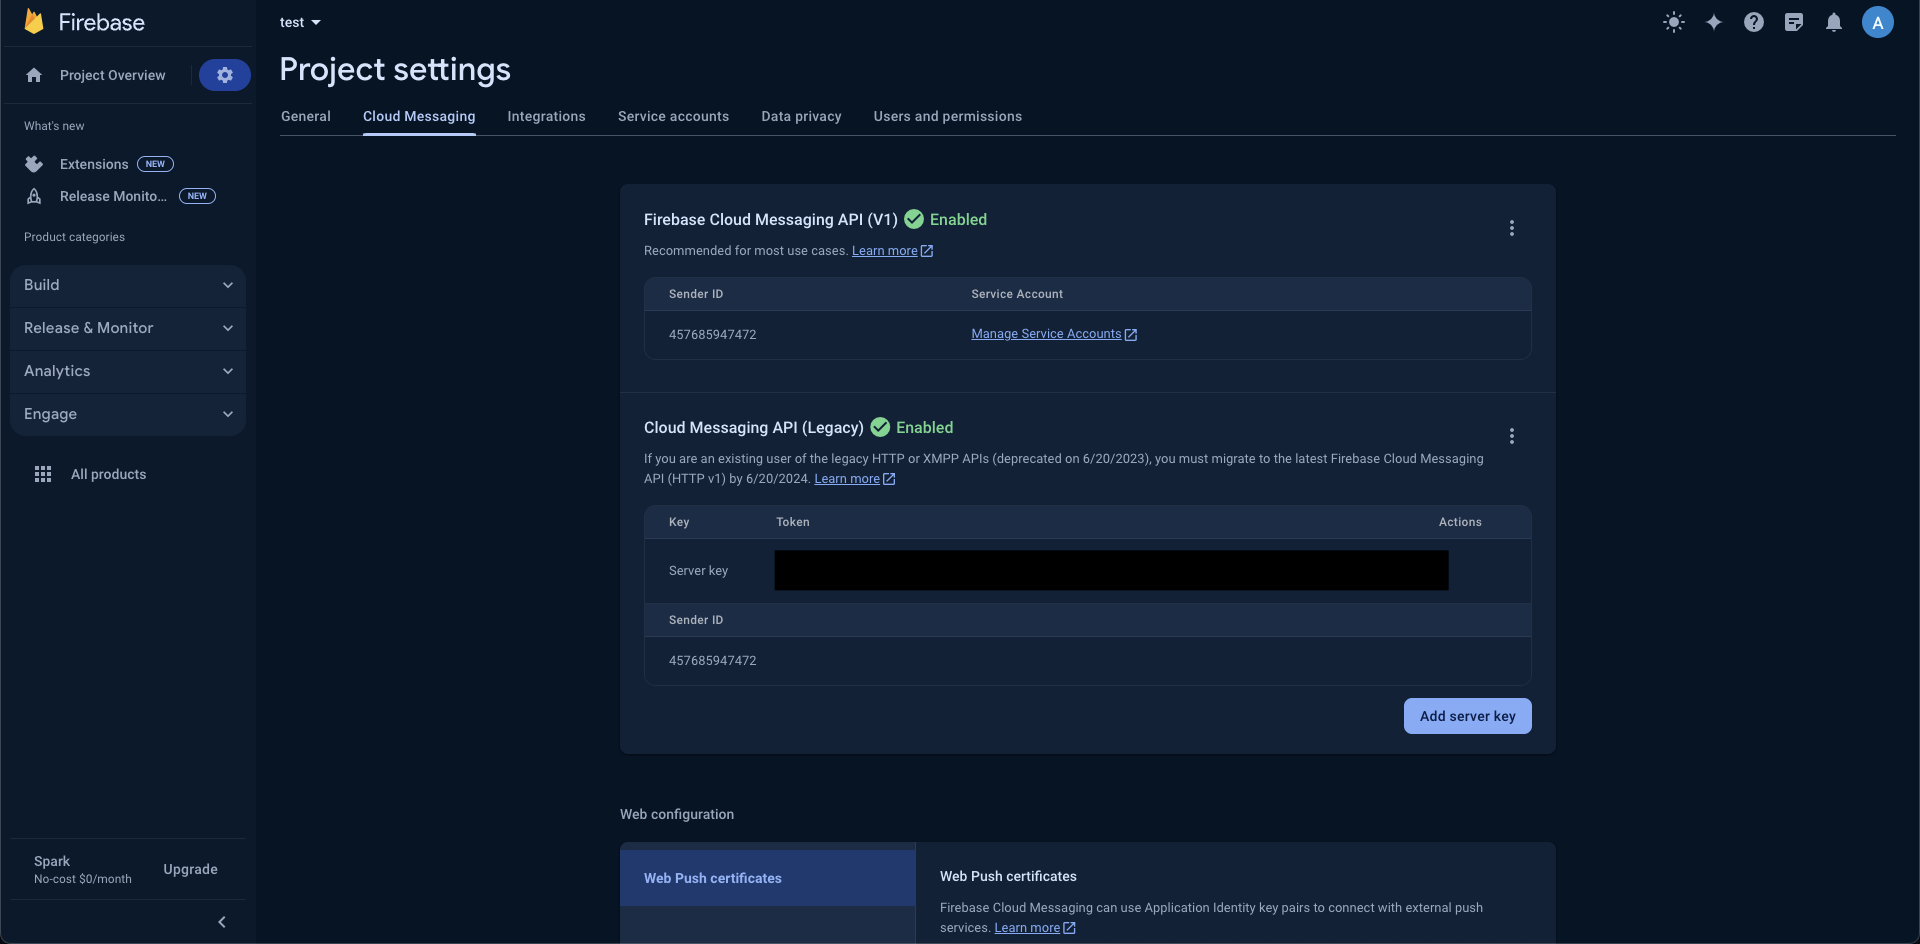 Firebase
test
A
Project Overview
Project settings
General
Cloud Messaging
Integrations
Service accounts
Data privacy
Users and permissions
What's new
Extensions NEW
Release Monito... NEW
Product categories
Build
Release & Monitor
Analytics
Engage
All products
Spark
No-cost $0/month
Upgrade
Firebase Cloud Messaging API (V1) Enabled
Recommended for most use cases. Learn more
Sender ID Service Account
457685947472 Manage Service Accounts
Cloud Messaging API (Legacy) Enabled
If you are an existing user of the legacy HTTP or XMPP APIs (deprecated on 6/20/2023), you must migrate to the latest Firebase Cloud Messaging
API (HTTP v1) by 6/20/2024. Learn more
Key Token Actions
Server key
Sender ID
457685947472
Add server key
Web configuration
Web Push certificates
Web Push certificates
Firebase Cloud Messaging can use Application Identity key pairs to connect with external push
services. Learn more